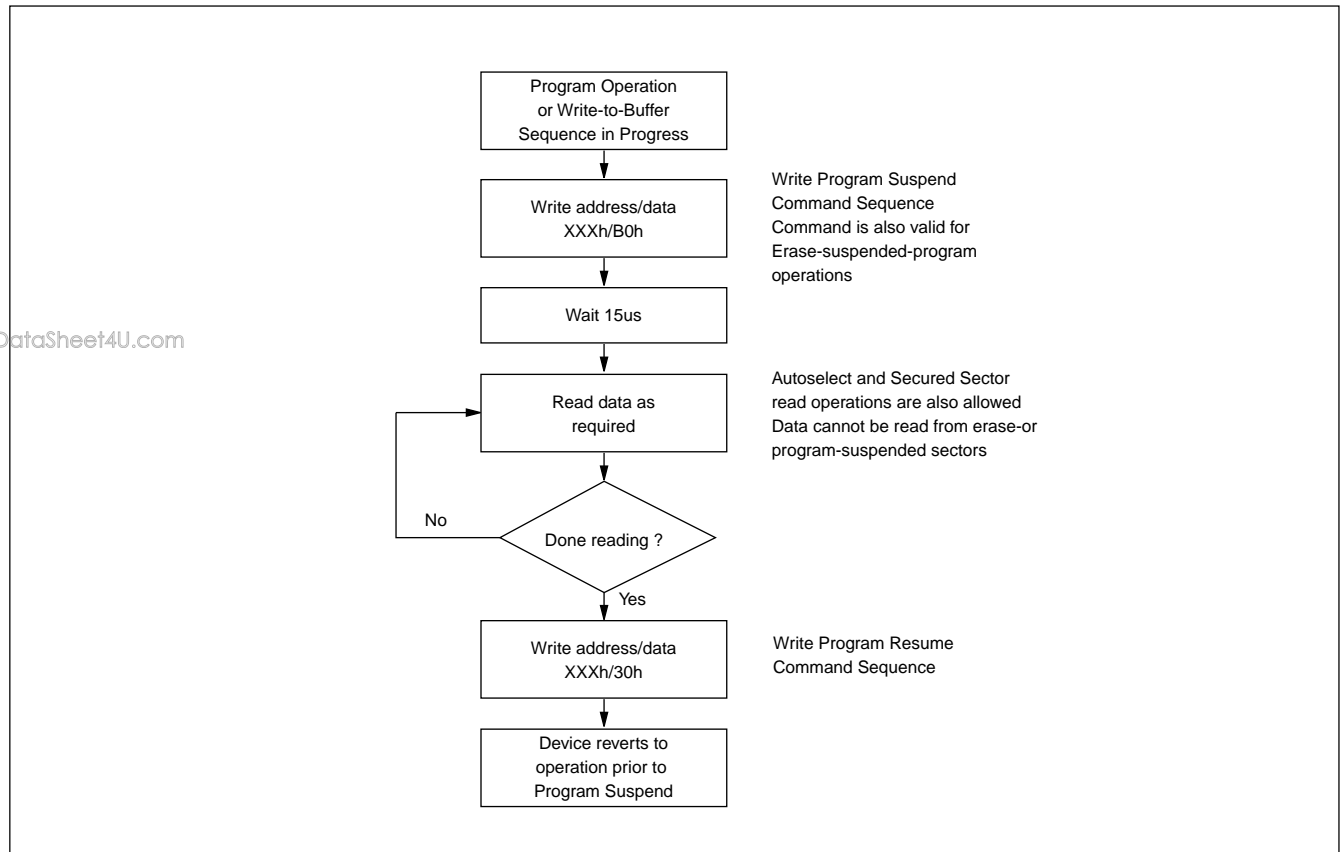 Program Operation
or Write-to-Buffer
Sequence in Progress
Write address/data
XXXh/B0h
Write Program Suspend
Command Sequence
Command is also valid for
Erase-suspended-program
operations
Wait 15us
DataSheet4U.com
Read data as
required
Autoselect and Secured Sector
read operations are also allowed
Data cannot be read from erase-or
program-suspended sectors
No
Done reading ?
Yes
Write address/data
XXXh/30h
Write Program Resume
Command Sequence
Device reverts to
operation prior to
Program Suspend